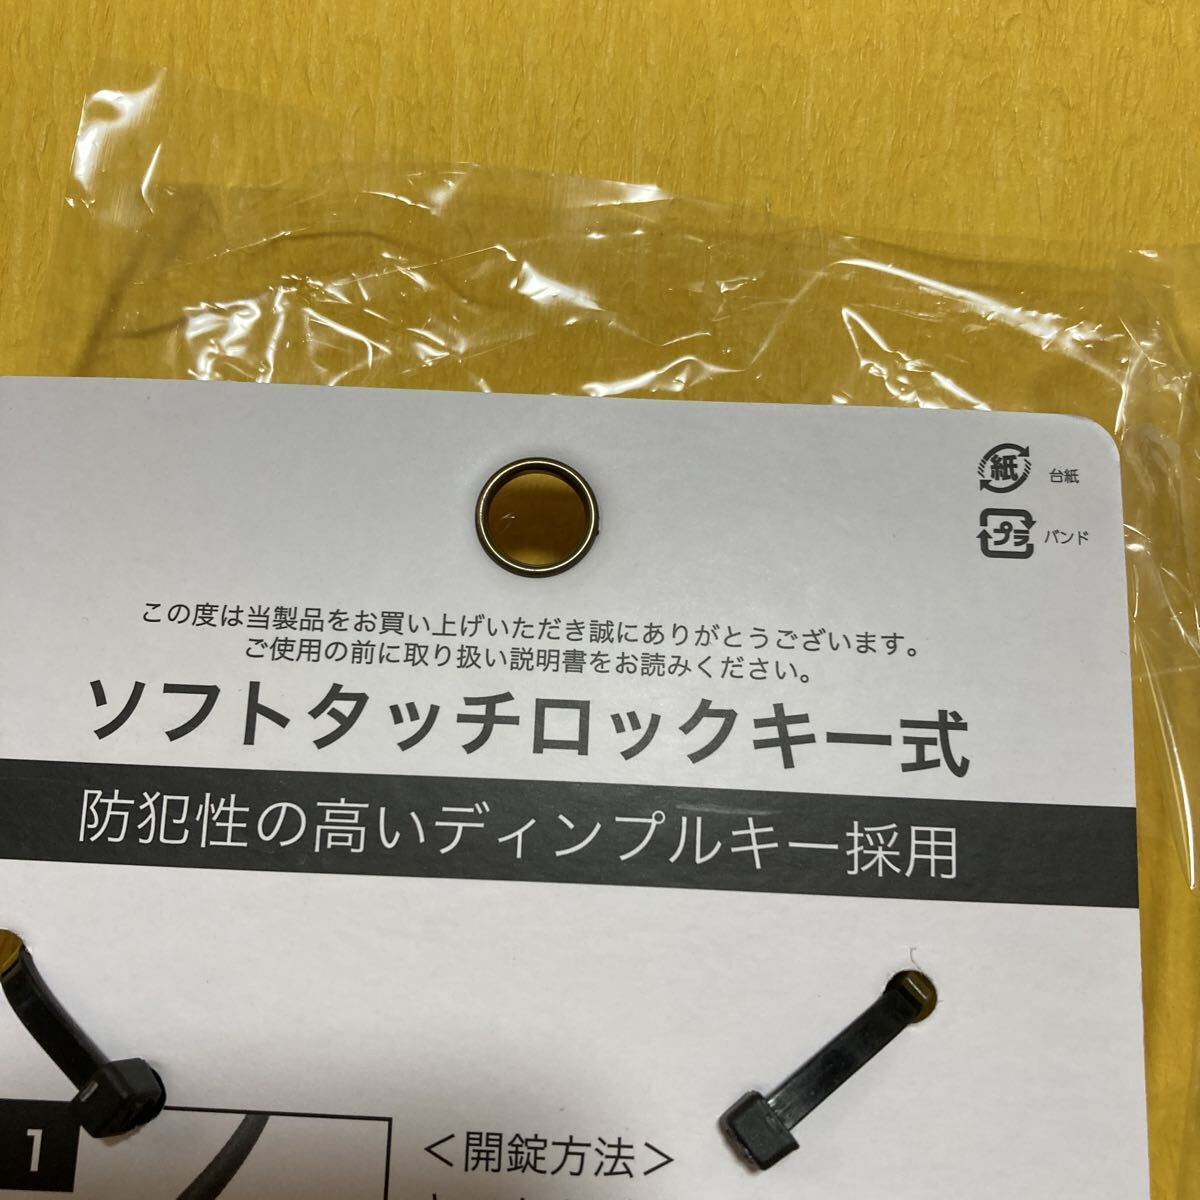 紙 台紙
プラ バンド
この度は当製品をお買い上げいただき誠にありがとうございます。
ご使用の前に取り扱い説明書をお読みください。
ソフトタッチロックキー式
防犯性の高いディンプルキー採用
1
＜開錠方法＞